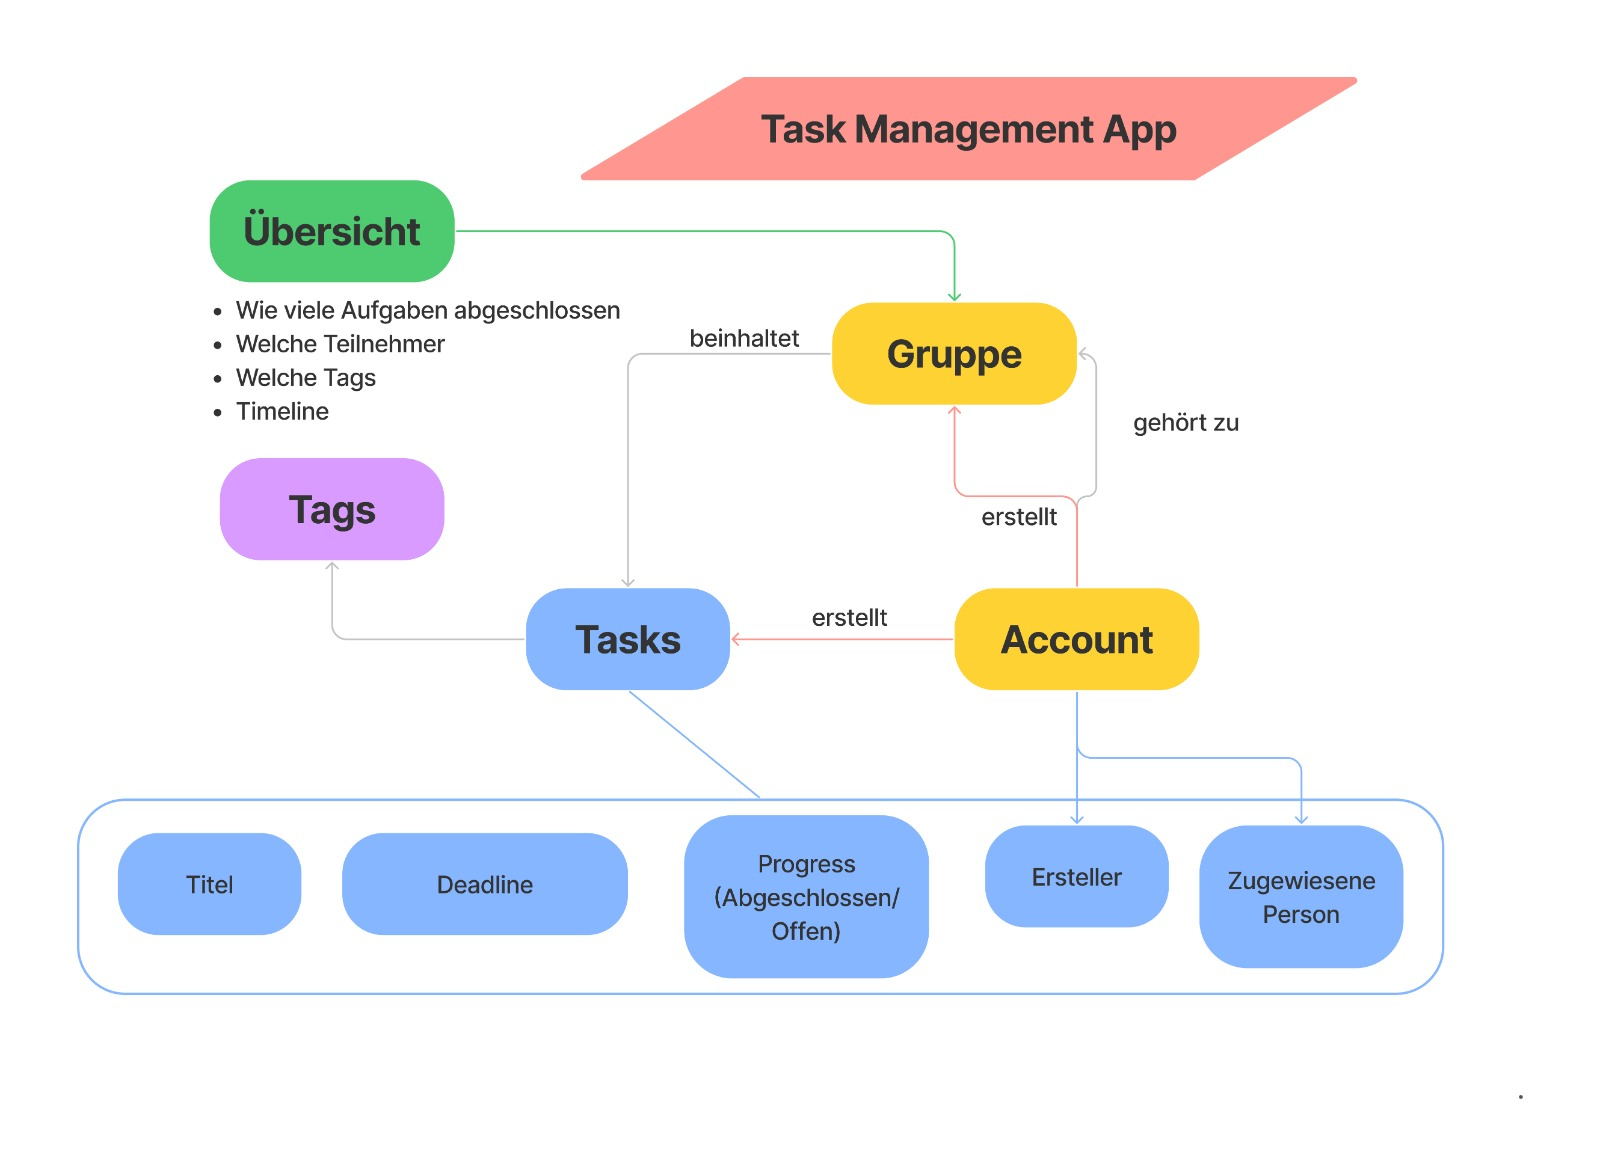 Task Management App
Übersicht
• Wie viele Aufgaben abgeschlossen
• Welche Teilnehmer
• Welche Tags
• Timeline
beinhaltet
Gruppe
gehört zu
Tags
erstellt
erstellt
Tasks
Account
Titel
Deadline
Progress
(Abgeschlossen/
Offen)
Ersteller
Zugewiesene
Person
.